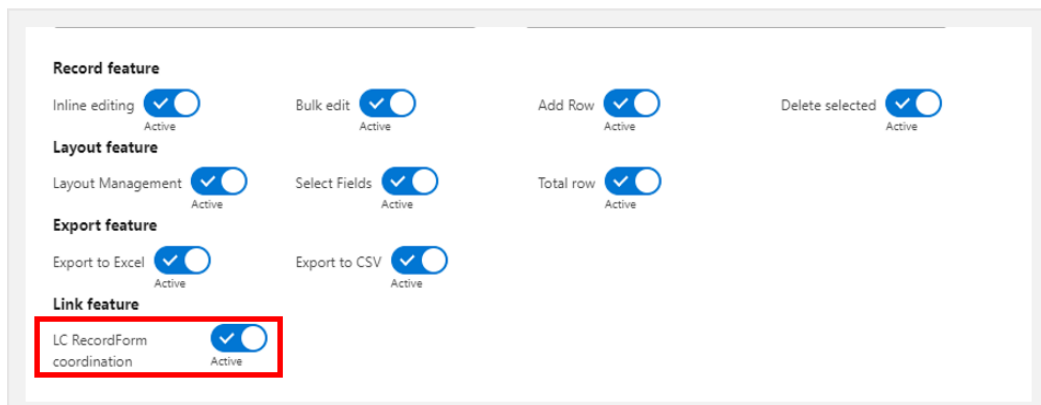 Record feature
Inline editing Bulk edit Add Row Delete selected
Active Active Active Active
Layout feature
Layout Management Select Fields Total row
Active Active Active
Export feature
Export to Excel Export to CSV
Active Active
Link feature
LC RecordForm
coordination Active